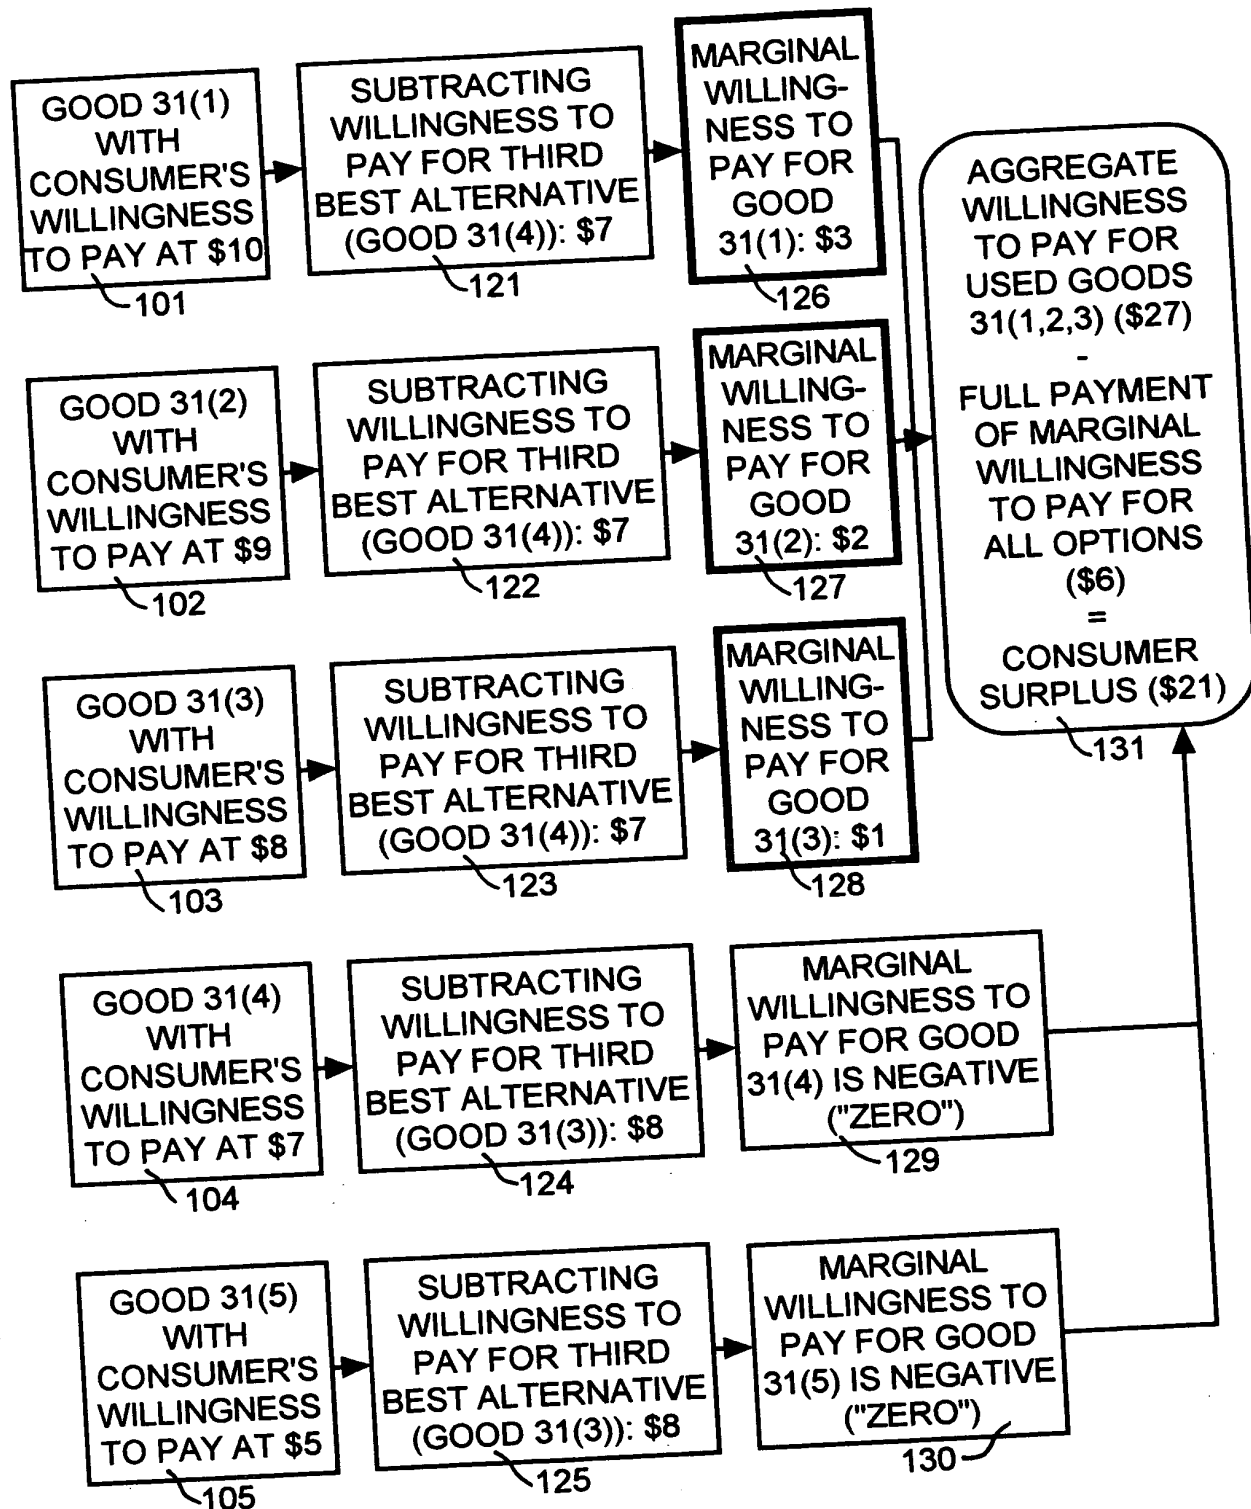 GOOD 31(1)
WITH
CONSUMER'S
WILLINGNESS
TO PAY AT $10
101
SUBTRACTING
WILLINGNESS TO
PAY FOR THIRD
BEST ALTERNATIVE
(GOOD 31(4)): $7
121
MARGINAL
WILLING-
NESS TO
PAY FOR
GOOD
31(1): $3
126
GOOD 31(2)
WITH
CONSUMER'S
WILLINGNESS
TO PAY AT $9
102
SUBTRACTING
WILLINGNESS TO
PAY FOR THIRD
BEST ALTERNATIVE
(GOOD 31(4)): $7
122
MARGINAL
WILLING-
NESS TO
PAY FOR
GOOD
31(2): $2
127
GOOD 31(3)
WITH
CONSUMER'S
WILLINGNESS
TO PAY AT $8
103
SUBTRACTING
WILLINGNESS TO
PAY FOR THIRD
BEST ALTERNATIVE
(GOOD 31(4)): $7
123
MARGINAL
WILLING-
NESS TO
PAY FOR
GOOD
31(3): $1
128
AGGREGATE
WILLINGNESS
TO PAY FOR
USED GOODS
31(1,2,3) ($27)
-
FULL PAYMENT
OF MARGINAL
WILLINGNESS
TO PAY FOR
ALL OPTIONS
($6)
=
CONSUMER
SURPLUS ($21)
131
GOOD 31(4)
WITH
CONSUMER'S
WILLINGNESS
TO PAY AT $7
104
SUBTRACTING
WILLINGNESS TO
PAY FOR THIRD
BEST ALTERNATIVE
(GOOD 31(3)): $8
124
MARGINAL
WILLINGNESS TO
PAY FOR GOOD
31(4) IS NEGATIVE
("ZERO")
129
GOOD 31(5)
WITH
CONSUMER'S
WILLINGNESS
TO PAY AT $5
105
SUBTRACTING
WILLINGNESS TO
PAY FOR THIRD
BEST ALTERNATIVE
(GOOD 31(3)): $8
125
MARGINAL
WILLINGNESS TO
PAY FOR GOOD
31(5) IS NEGATIVE
("ZERO")
130